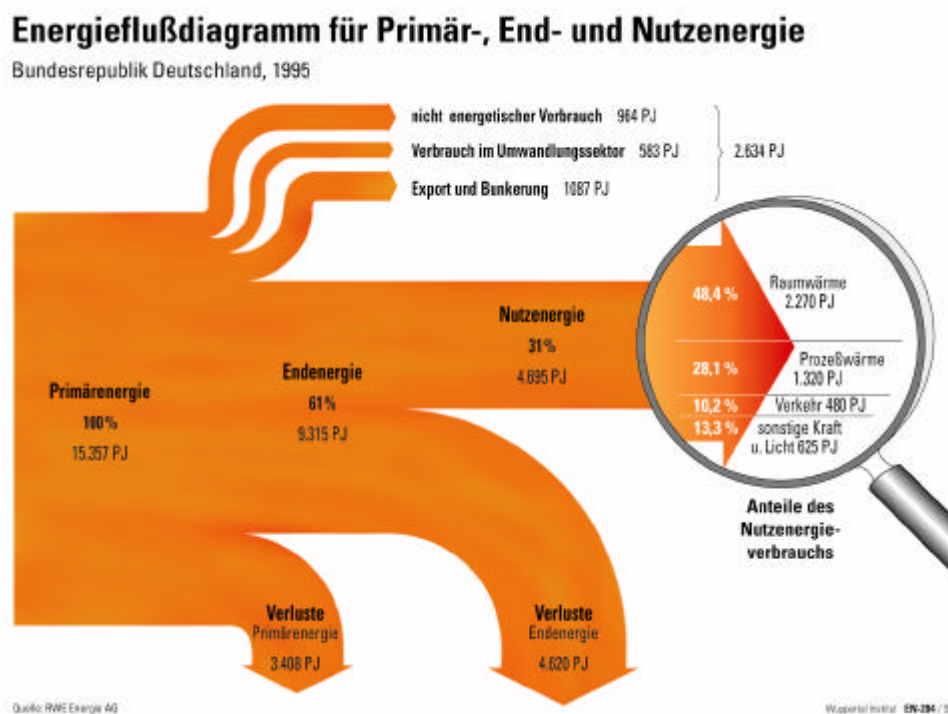 Energieflußdiagramm für Primär-, End- und Nutzenergie
Bundesrepublik Deutschland, 1995
nicht energetischer Verbrauch 964 PJ
Verbrauch im Umwandlungssektor 583 PJ
2.634 PJ
Export und Bunkerung 1087 PJ
Primärenergie
100%
15.357 PJ
Endenergie
61%
9.315 PJ
Nutzenergie
31%
4.695 PJ
48,4 %
Raumwärme
2.270 PJ
28,1 %
Prozeßwärme
1.320 PJ
10,2 %
Verkehr 480 PJ
13,3 %
sonstige Kraft
u. Licht 625 PJ
Anteile des
Nutzenergie-
verbrauchs
Verluste
Primärenergie
3.408 PJ
Verluste
Endenergie
4.620 PJ
Quelle: RWE Energie AG
Wuppertal Institut EN-284 /